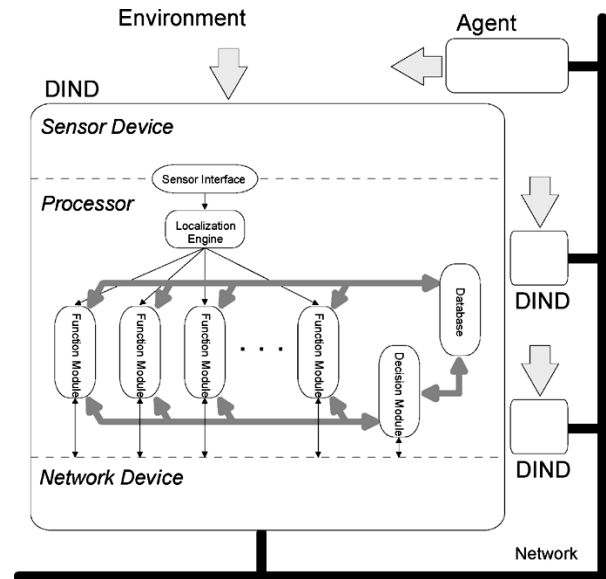 Environment
Agent
DIND
Sensor Device
Sensor Interface
Processor
Localization
Engine
Function Module
Function Module
Function Module
. . .
Function Module
Database
Decision Module
DIND
DIND
Network Device
Network